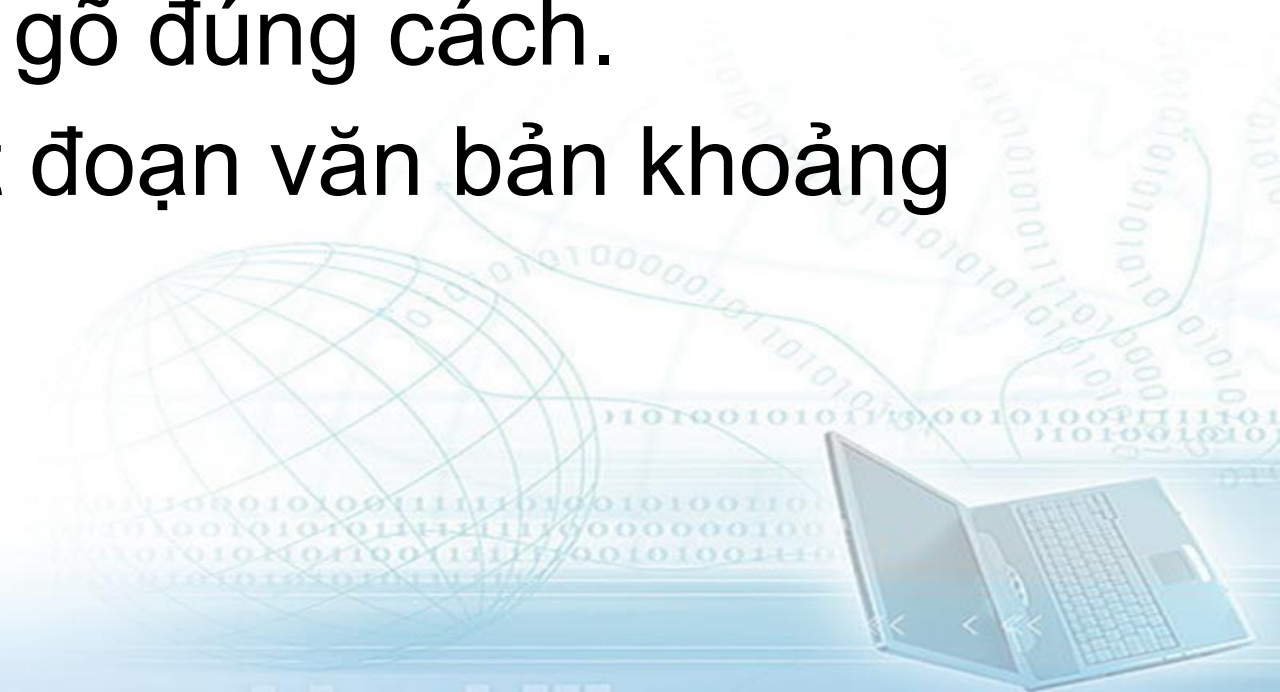 gõ đúng cách.
đoạn văn bản khoảng